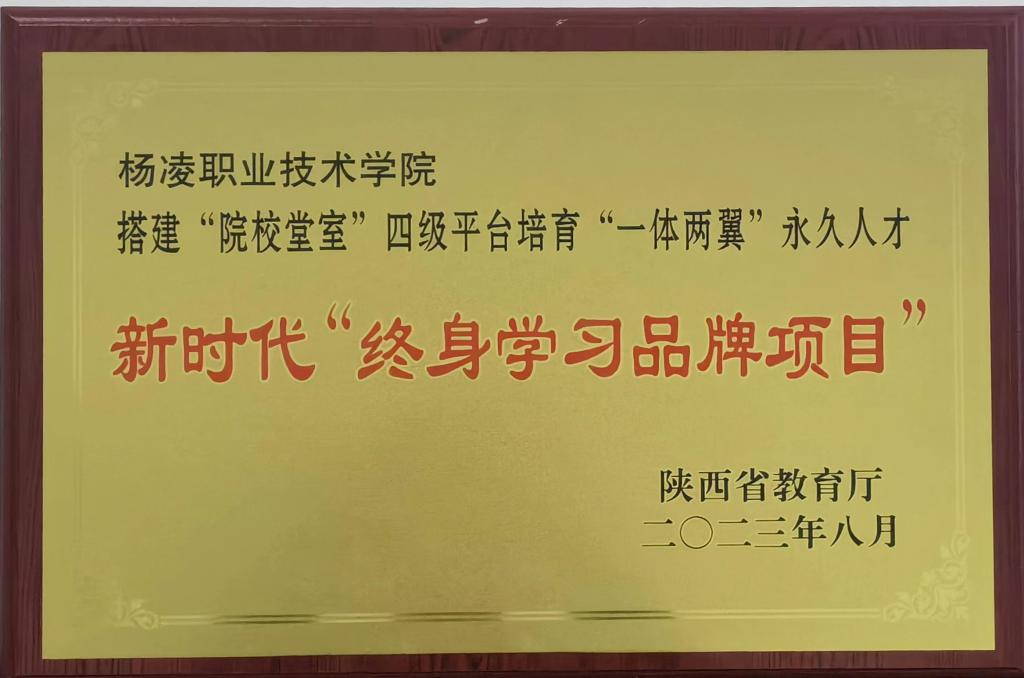 杨凌职业技术学院
搭建“院校堂室”四级平台培育“一体两翼”永久人才
新时代“终身学习品牌项目”
陕西省教育厅
二〇二三年八月